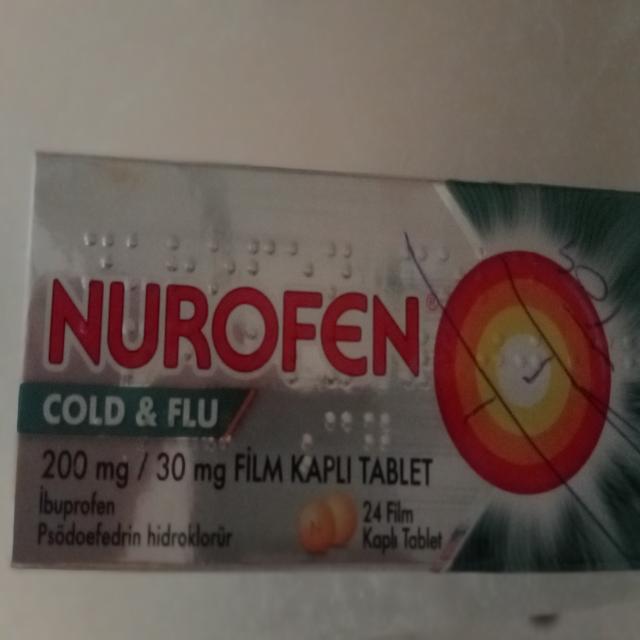 NUROFEN®
COLD & FLU
200 mg / 30 mg FİLM KAPLI TABLET
İbuprofen
Psödoefedrin hidroklorür
24 Film
Kaplı Tablet